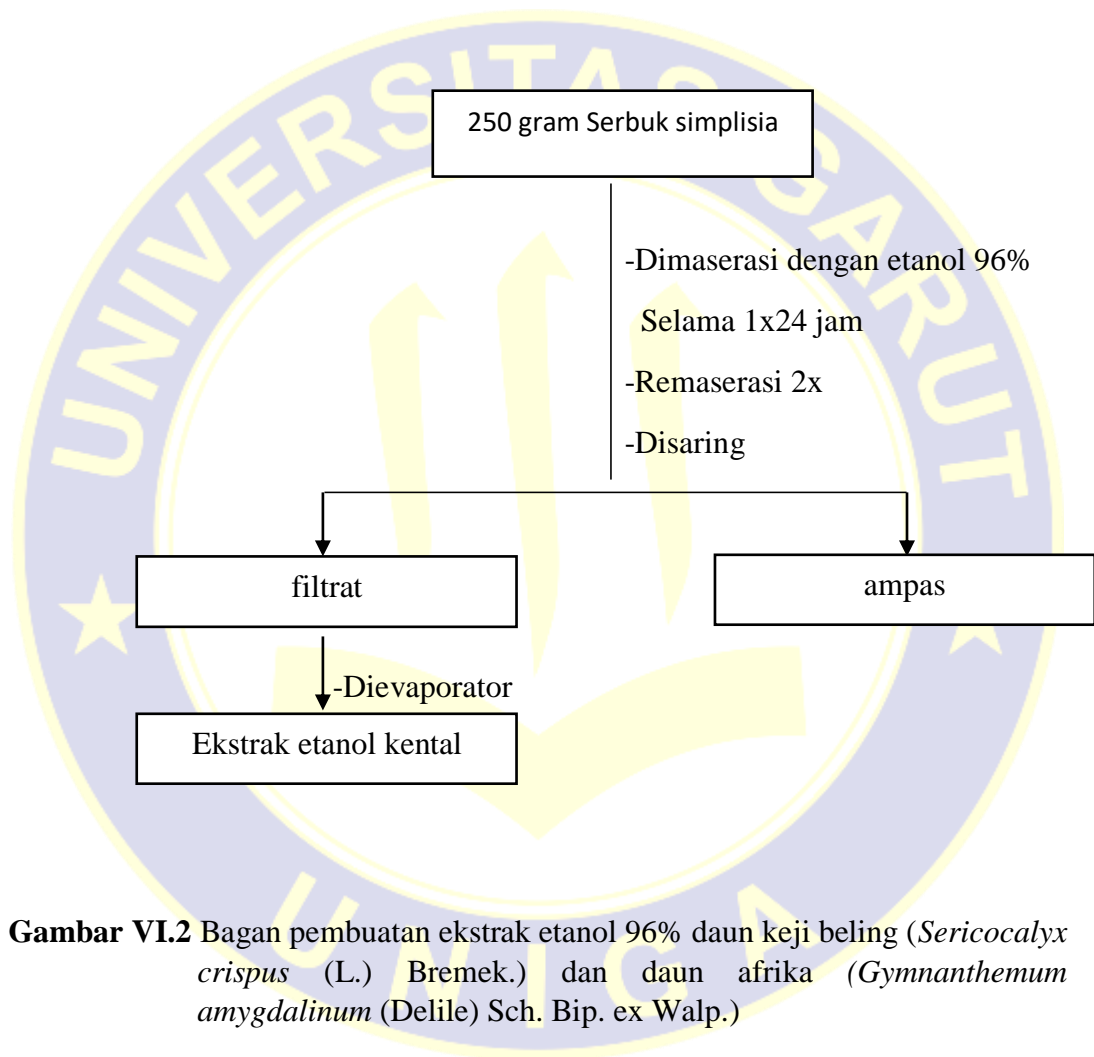 UNIVERSITAS GARUT
250 gram Serbuk simplisia
-Dimaserasi dengan etanol 96%
Selama 1x24 jam
-Remaserasi 2x
-Disaring
filtrat
ampas
-Dievaporator
Ekstrak etanol kental
Gambar VI.2 Bagan pembuatan ekstrak etanol 96% daun keji beling (Sericocalyx
crispus (L.) Bremek.) dan daun afrika (Gymnanthemum
amygdalinum (Delile) Sch. Bip. ex Walp.)
UNIGA